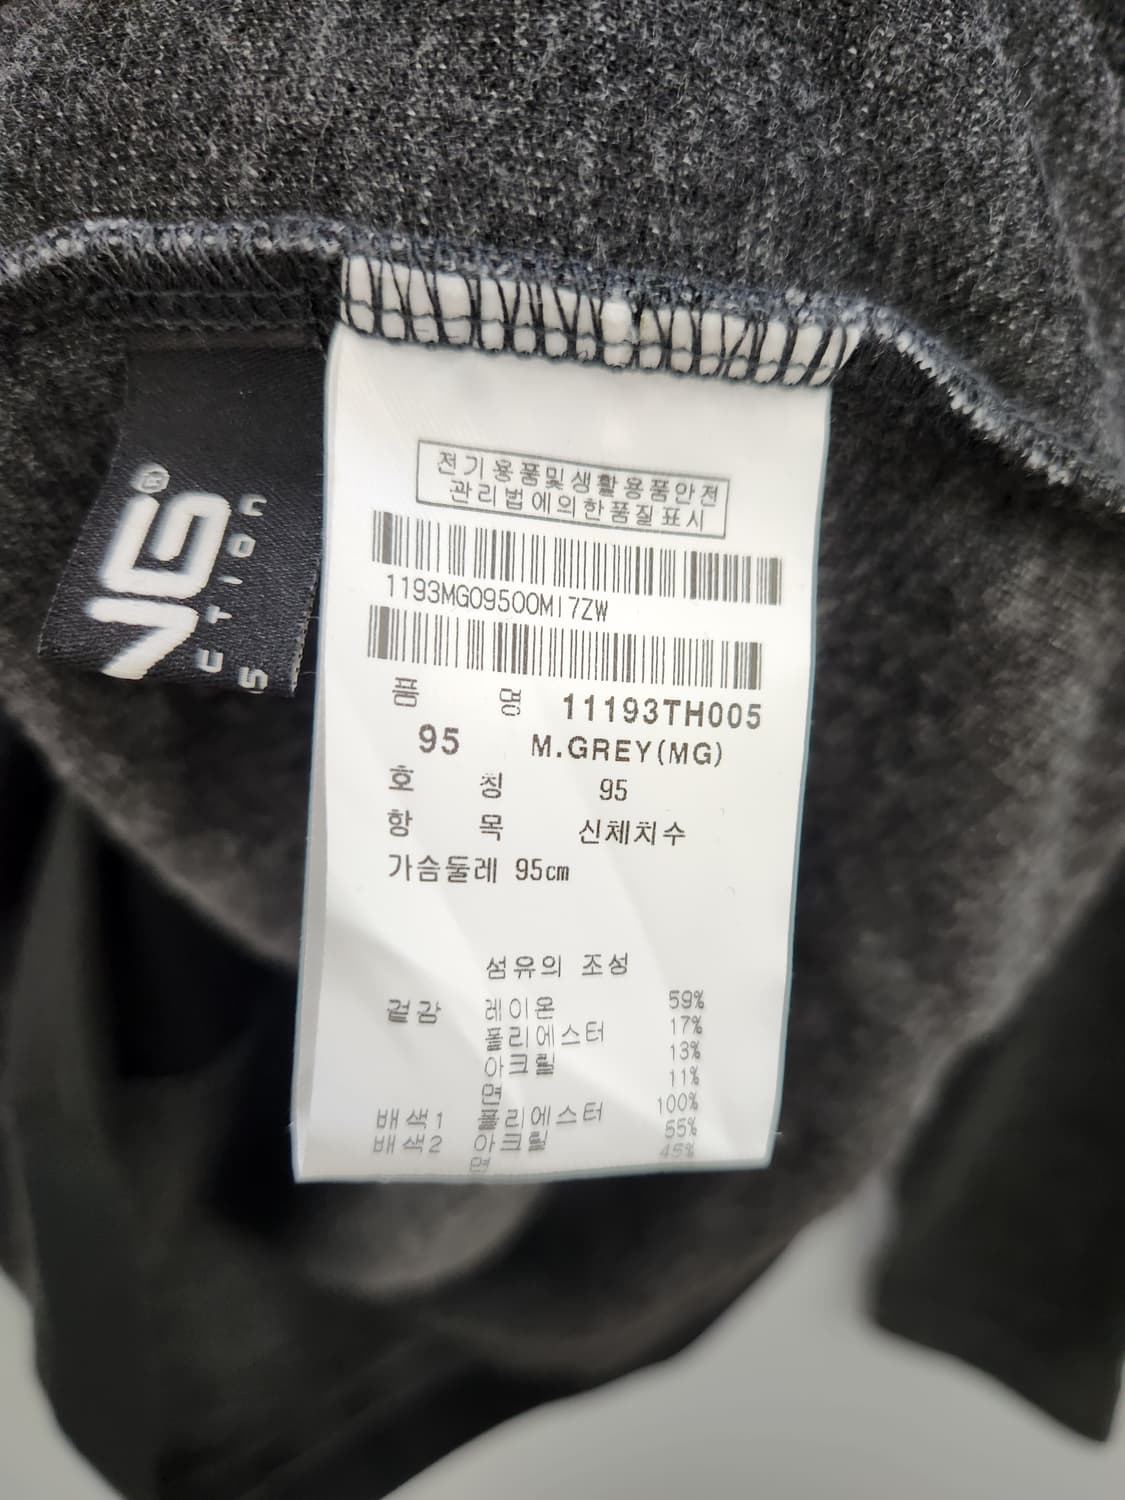 전기용품및생활용품안전
관리법에의한품질표시
1193MG09500MI7ZW
품 명 11193TH005
95 M.GREY(MG)
호 칭 95
항 목 신체치수
가슴둘레 95cm
섬유의 조성
겉감 레이온 59%
폴리에스터 17%
아크릴 13%
면 11%
배색1 폴리에스터 100%
배색2 아크릴 55%
면 45%